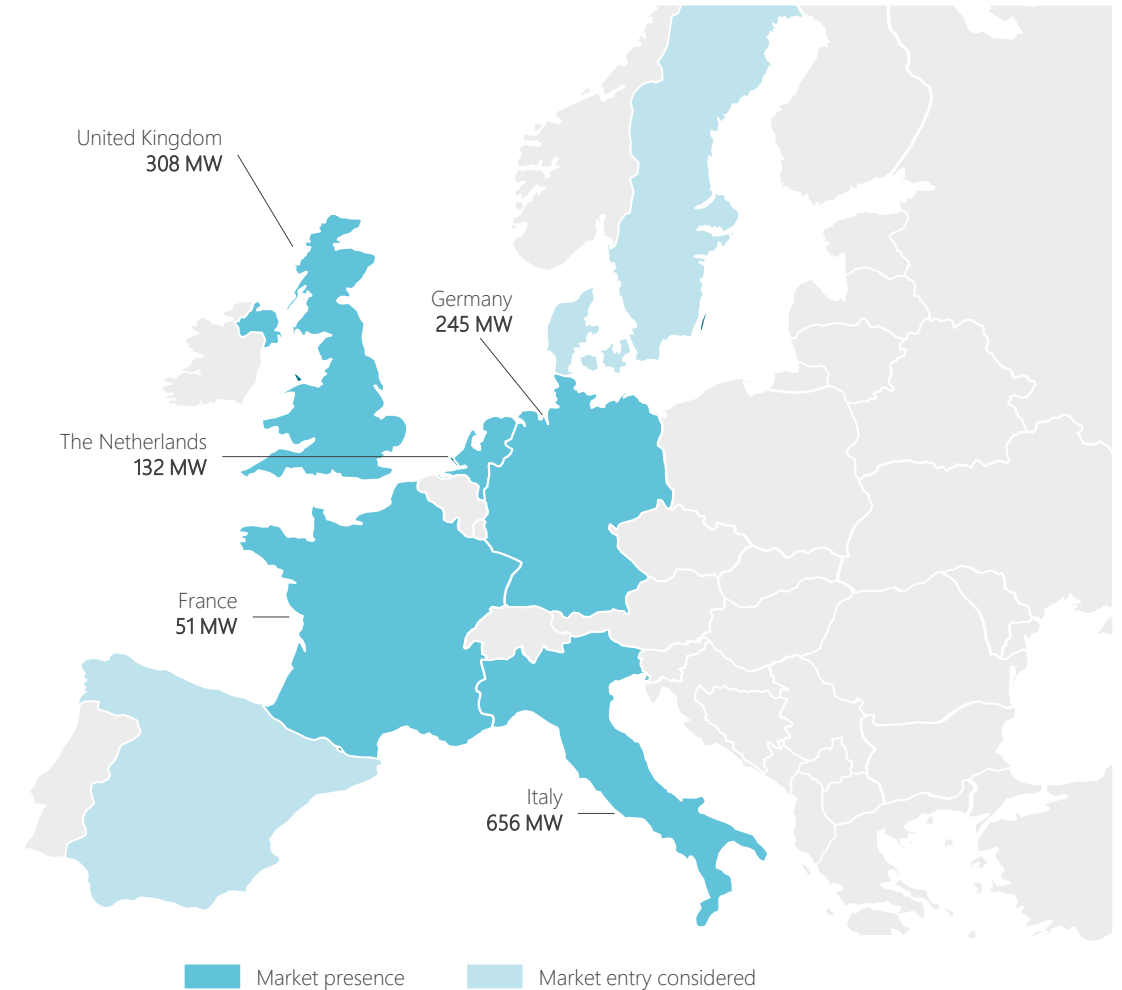 United Kingdom
308 MW
Germany
245 MW
The Netherlands
132 MW
France
51 MW
Italy
656 MW
Market presence
Market entry considered